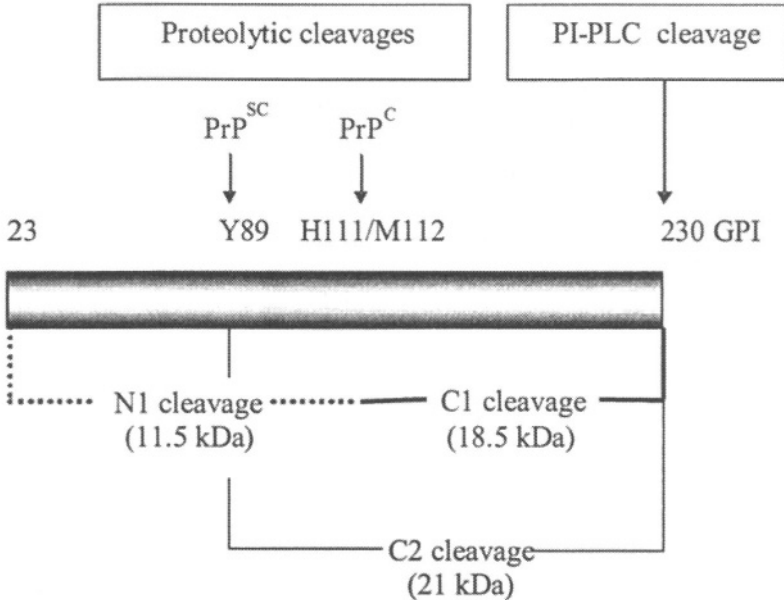 Proteolytic cleavages
PI-PLC cleavage
PrP^SC
PrP^C
23
Y89
H111/M112
230 GPI
N1 cleavage
(11.5 kDa)
C1 cleavage
(18.5 kDa)
C2 cleavage
(21 kDa)